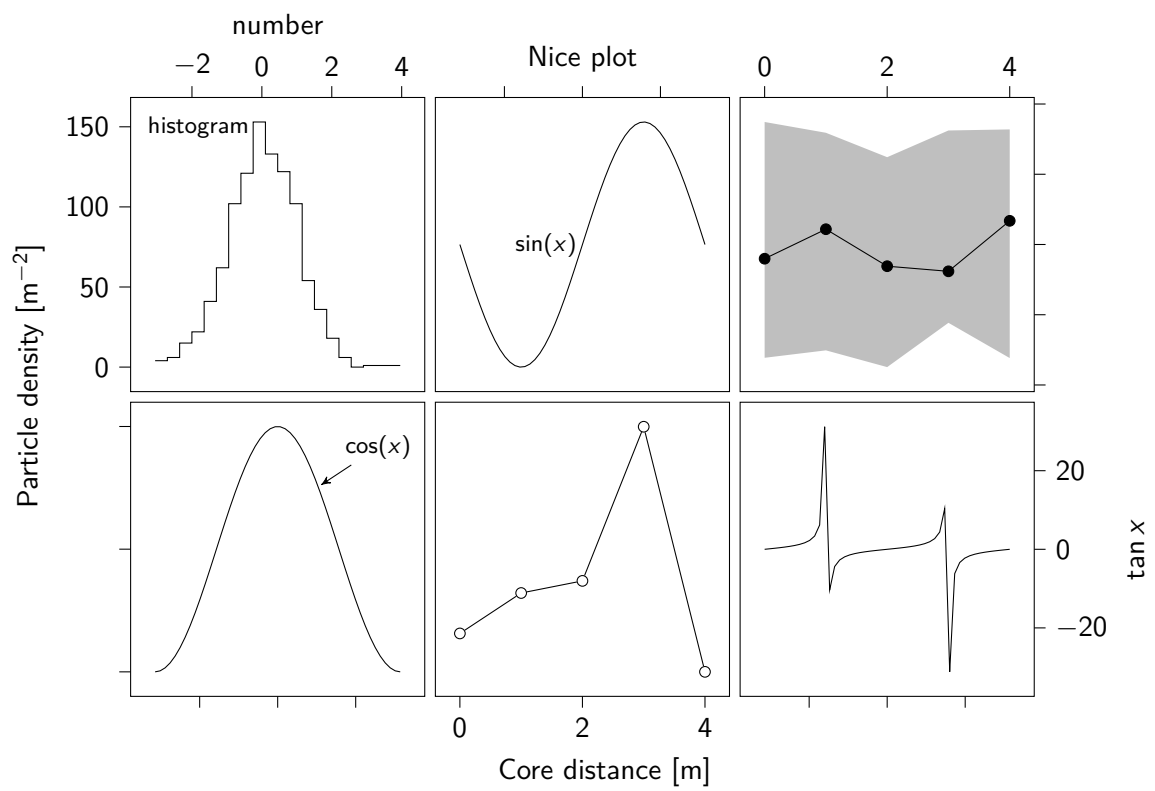 number
Nice plot
−2 0 2 4
0 2 4
histogram
150
100
50
0
sin(x)
Particle density [m⁻²]
cos(x)
20
0
−20
tan x
0 2 4
Core distance [m]